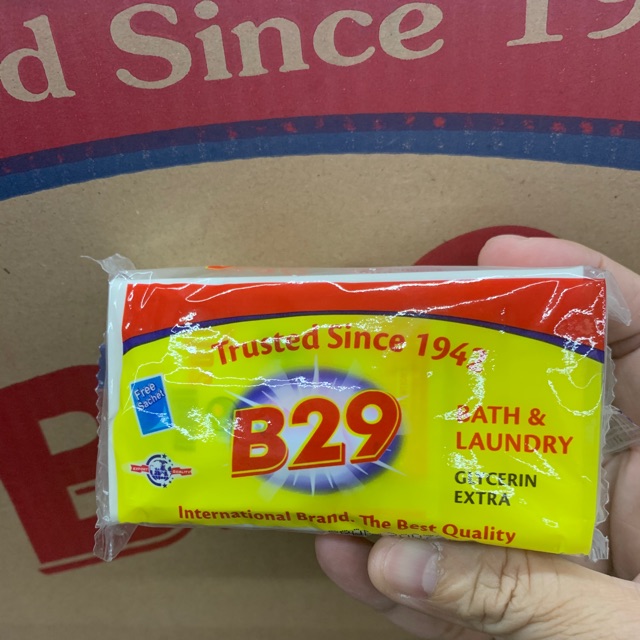 d Since 19
Trusted Since 194
Free
Sachet
B29
BATH &
LAUNDRY
GLYCERIN
EXTRA
International Brand. The Best Quality
B